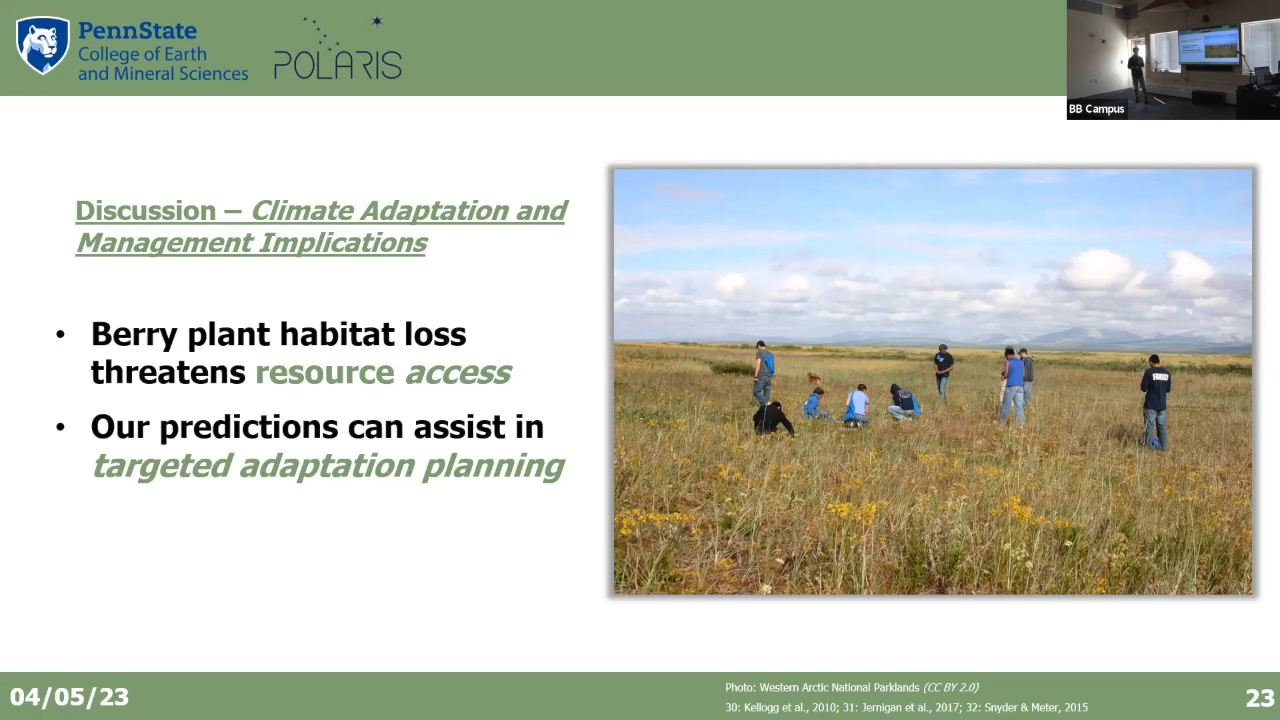 PennState
College of Earth
and Mineral Sciences
POLARIS
BB Campus
Discussion – Climate Adaptation and
Management Implications
• Berry plant habitat loss
threatens resource access
• Our predictions can assist in
targeted adaptation planning
04/05/23
Photo: Western Arctic National Parklands (CC BY 2.0)
30: Kellogg et al., 2010; 31: Jernigan et al., 2017; 32: Snyder & Meter, 2015
23